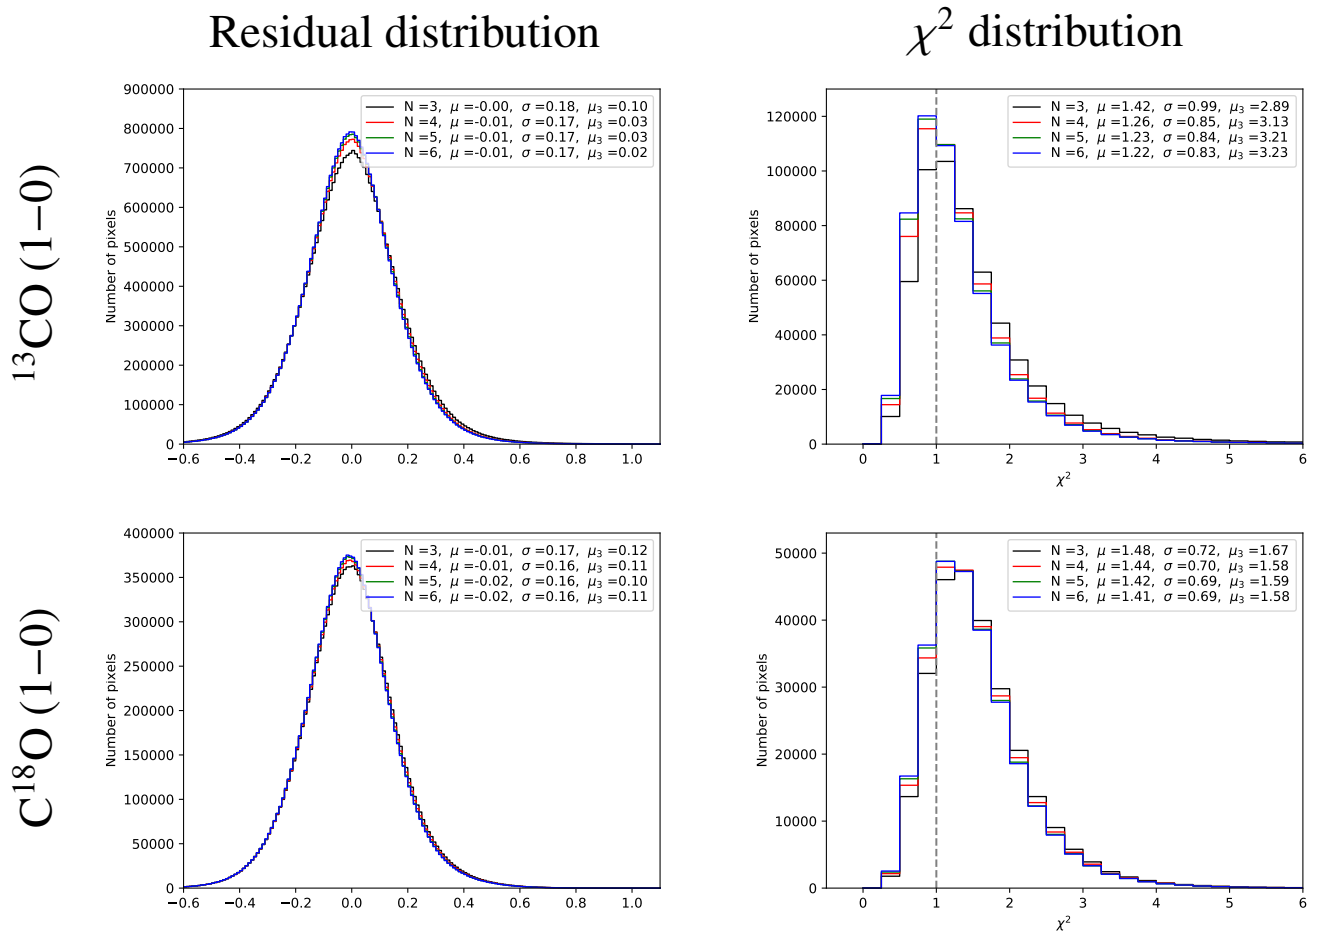 Residual distribution
χ² distribution
¹³CO (1−0)
C¹⁸O (1−0)
900000
800000
700000
600000
500000
400000
300000
200000
100000
0
Number of pixels
N =3, μ =-0.00, σ =0.18, μ₃ =0.10
N =4, μ =-0.01, σ =0.17, μ₃ =0.03
N =5, μ =-0.01, σ =0.17, μ₃ =0.03
N =6, μ =-0.01, σ =0.17, μ₃ =0.02
−0.6 −0.4 −0.2 0.0 0.2 0.4 0.6 0.8 1.0
120000
100000
80000
60000
40000
20000
0
Number of pixels
N =3, μ =1.42, σ =0.99, μ₃ =2.89
N =4, μ =1.26, σ =0.85, μ₃ =3.13
N =5, μ =1.23, σ =0.84, μ₃ =3.21
N =6, μ =1.22, σ =0.83, μ₃ =3.23
0 1 2 3 4 5 6
χ²
400000
350000
300000
250000
200000
150000
100000
50000
0
Number of pixels
N =3, μ =-0.01, σ =0.17, μ₃ =0.12
N =4, μ =-0.01, σ =0.16, μ₃ =0.11
N =5, μ =-0.02, σ =0.16, μ₃ =0.10
N =6, μ =-0.02, σ =0.16, μ₃ =0.11
−0.6 −0.4 −0.2 0.0 0.2 0.4 0.6 0.8 1.0
50000
40000
30000
20000
10000
0
Number of pixels
N =3, μ =1.48, σ =0.72, μ₃ =1.67
N =4, μ =1.44, σ =0.70, μ₃ =1.58
N =5, μ =1.42, σ =0.69, μ₃ =1.59
N =6, μ =1.41, σ =0.69, μ₃ =1.58
0 1 2 3 4 5 6
χ²